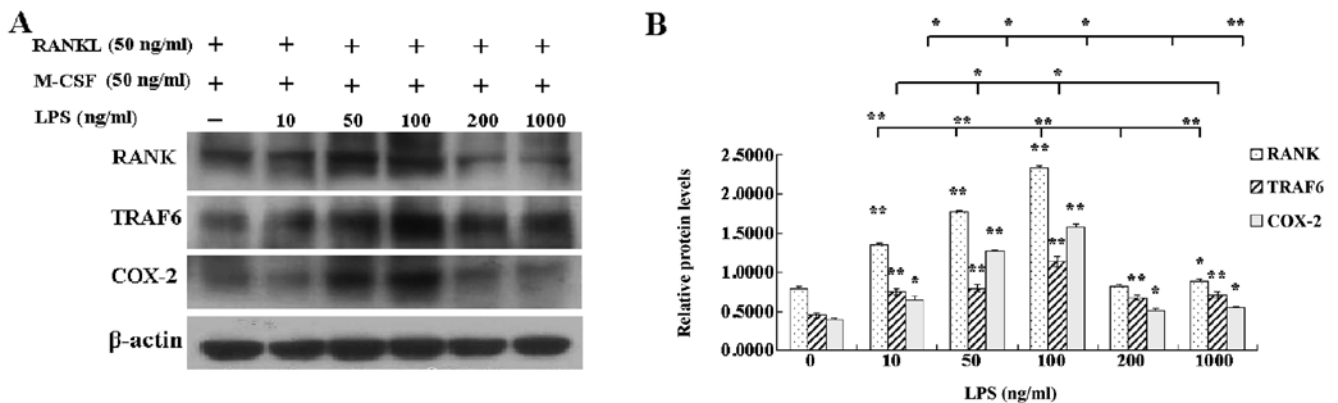 A
RANKL (50 ng/ml) + + + + + +
M-CSF (50 ng/ml) + + + + + +
LPS (ng/ml) − 10 50 100 200 1000
RANK
TRAF6
COX-2
β-actin
B
* * * **
* *
** ** ** **
2.5000
2.0000
1.5000
1.0000
0.5000
0.0000
Relative protein levels
** ** *
** ** **
** ** **
** *
* ** *
0 10 50 100 200 1000
LPS (ng/ml)
RANK
TRAF6
COX-2